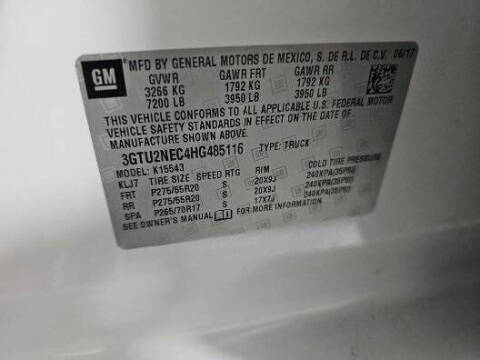 GM
MFD BY GENERAL MOTORS DE MEXICO, S. DE R.L. DE C.V. 06/17
GVWR GAWR FRT GAWR RR
3266 KG 1792 KG 1792 KG
7200 LB 3950 LB 3950 LB
THIS VEHICLE CONFORMS TO ALL APPLICABLE U.S. FEDERAL MOTOR
VEHICLE SAFETY STANDARDS IN EFFECT ON THE DATE OF
MANUFACTURE SHOWN ABOVE.
3GTU2NEC4HG485116 TYPE: TRUCK
MODEL: K15543
KLJ7 TIRE SIZE SPEED RTG RIM COLD TIRE PRESSURE
FRT P275/55R20 S 20X9J 240KPA(35PSI)
RR P275/55R20 S 20X9J 240KPA(35PSI)
SPA P265/70R17 S 17X7J 240KPA(35PSI)
SEE OWNER'S MANUAL FOR MORE INFORMATION.